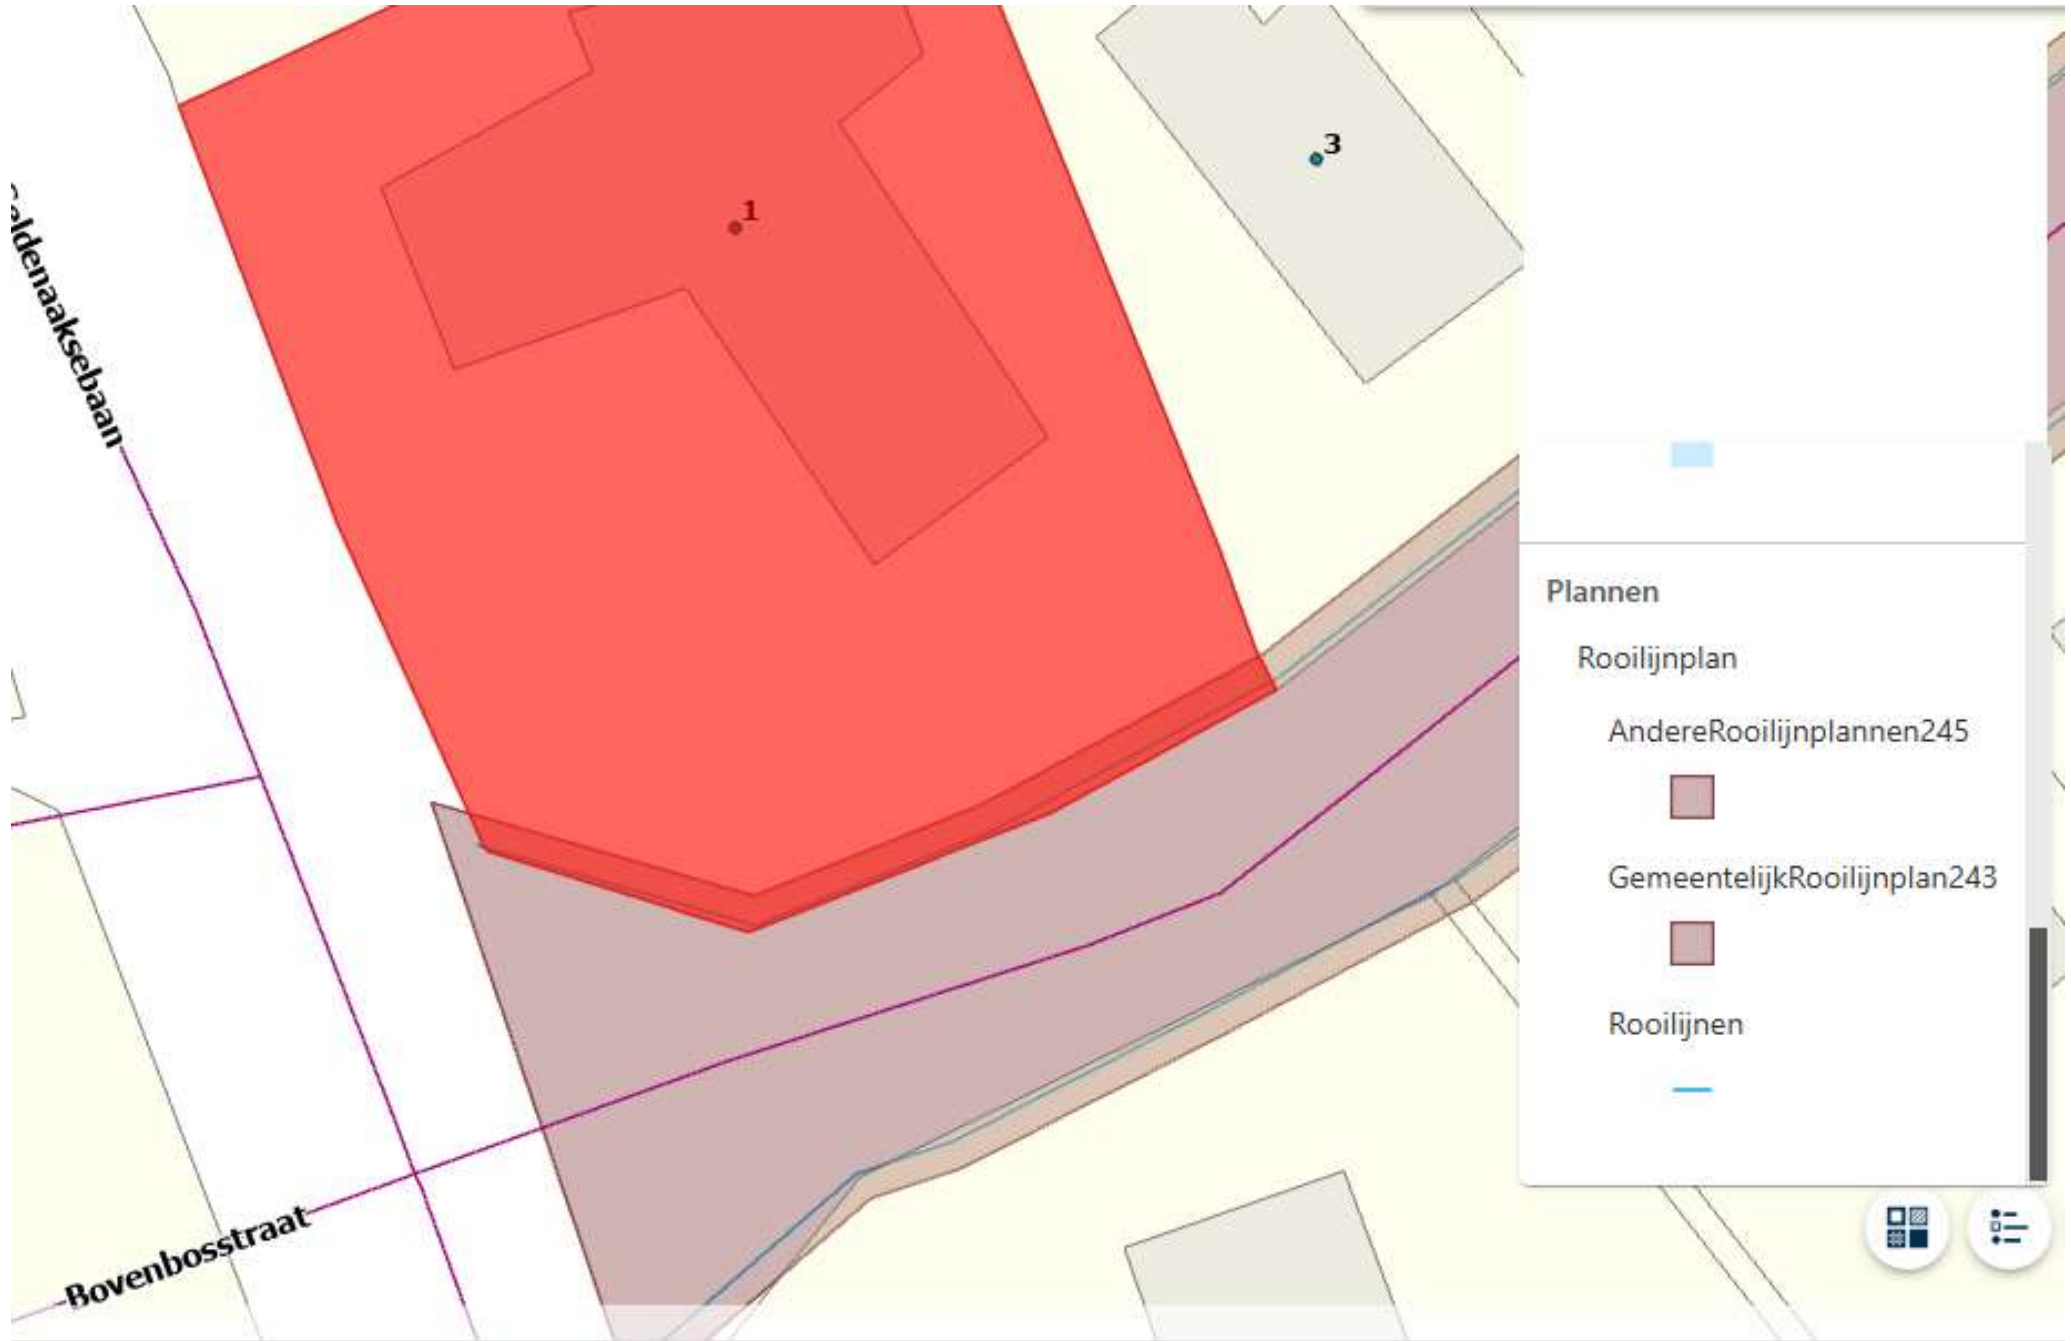 3
1
Plannen
Rooilijnplan
AndereRooilijnplannen245
GemeentelijkRooilijnplan243
Rooilijnen
Bovenbosstraat